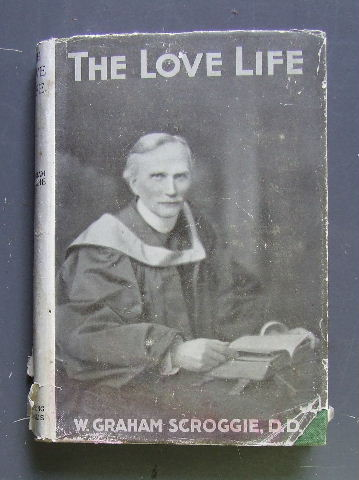 THE LOVE LIFE
W. GRAHAM SCROGGIE, D.D.